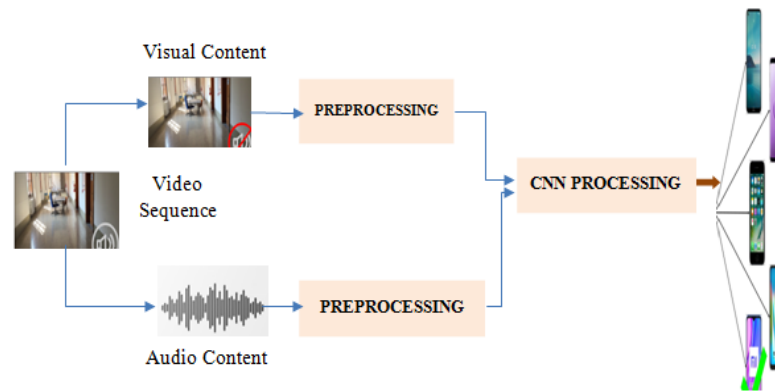 Visual Content
PREPROCESSING
Video
Sequence
CNN PROCESSING
PREPROCESSING
Audio Content